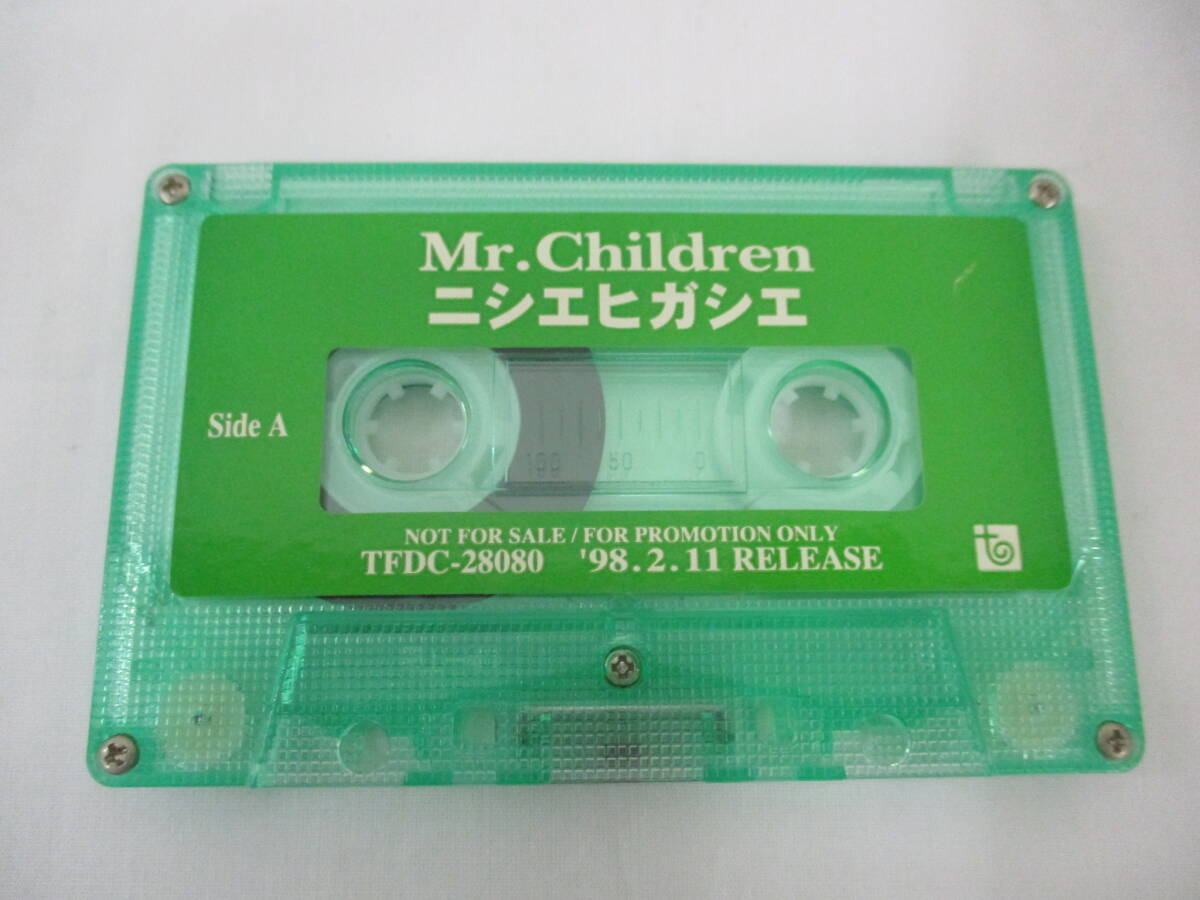 Mr.Children
ニシエヒガシエ
Side A
100 50 0
NOT FOR SALE / FOR PROMOTION ONLY
TFDC-28080 '98.2.11 RELEASE